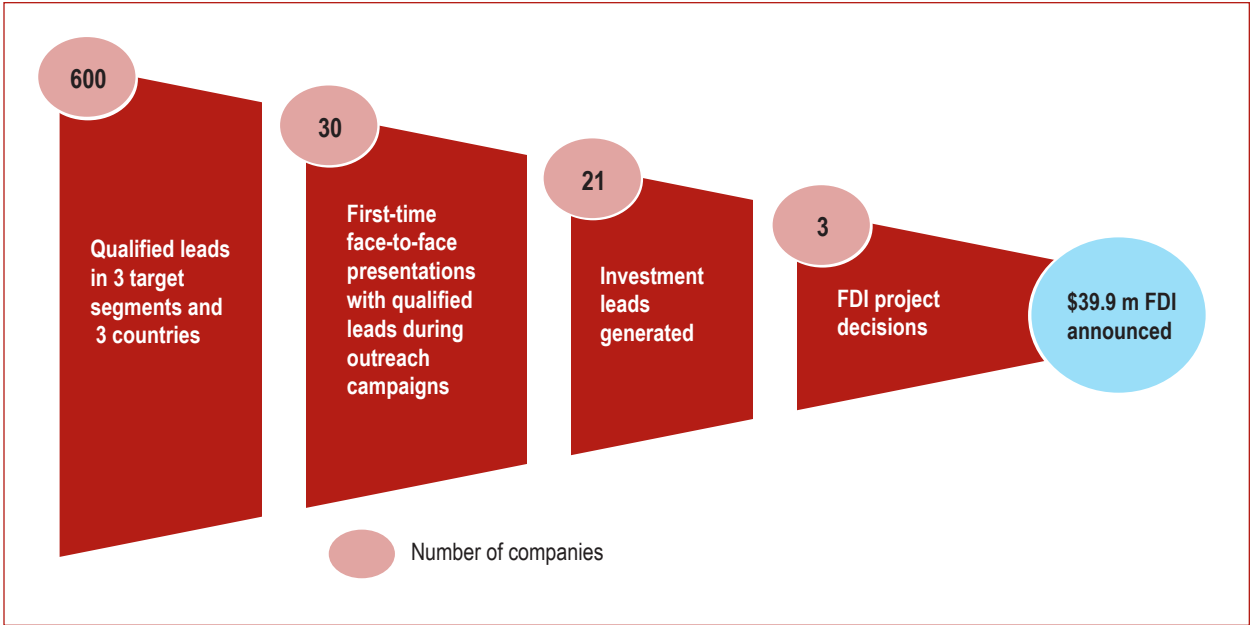 600
Qualified leads
in 3 target
segments and
3 countries
30
First-time
face-to-face
presentations
with qualified
leads during
outreach
campaigns
21
Investment
leads
generated
3
FDI project
decisions
$39.9 m FDI
announced
Number of companies